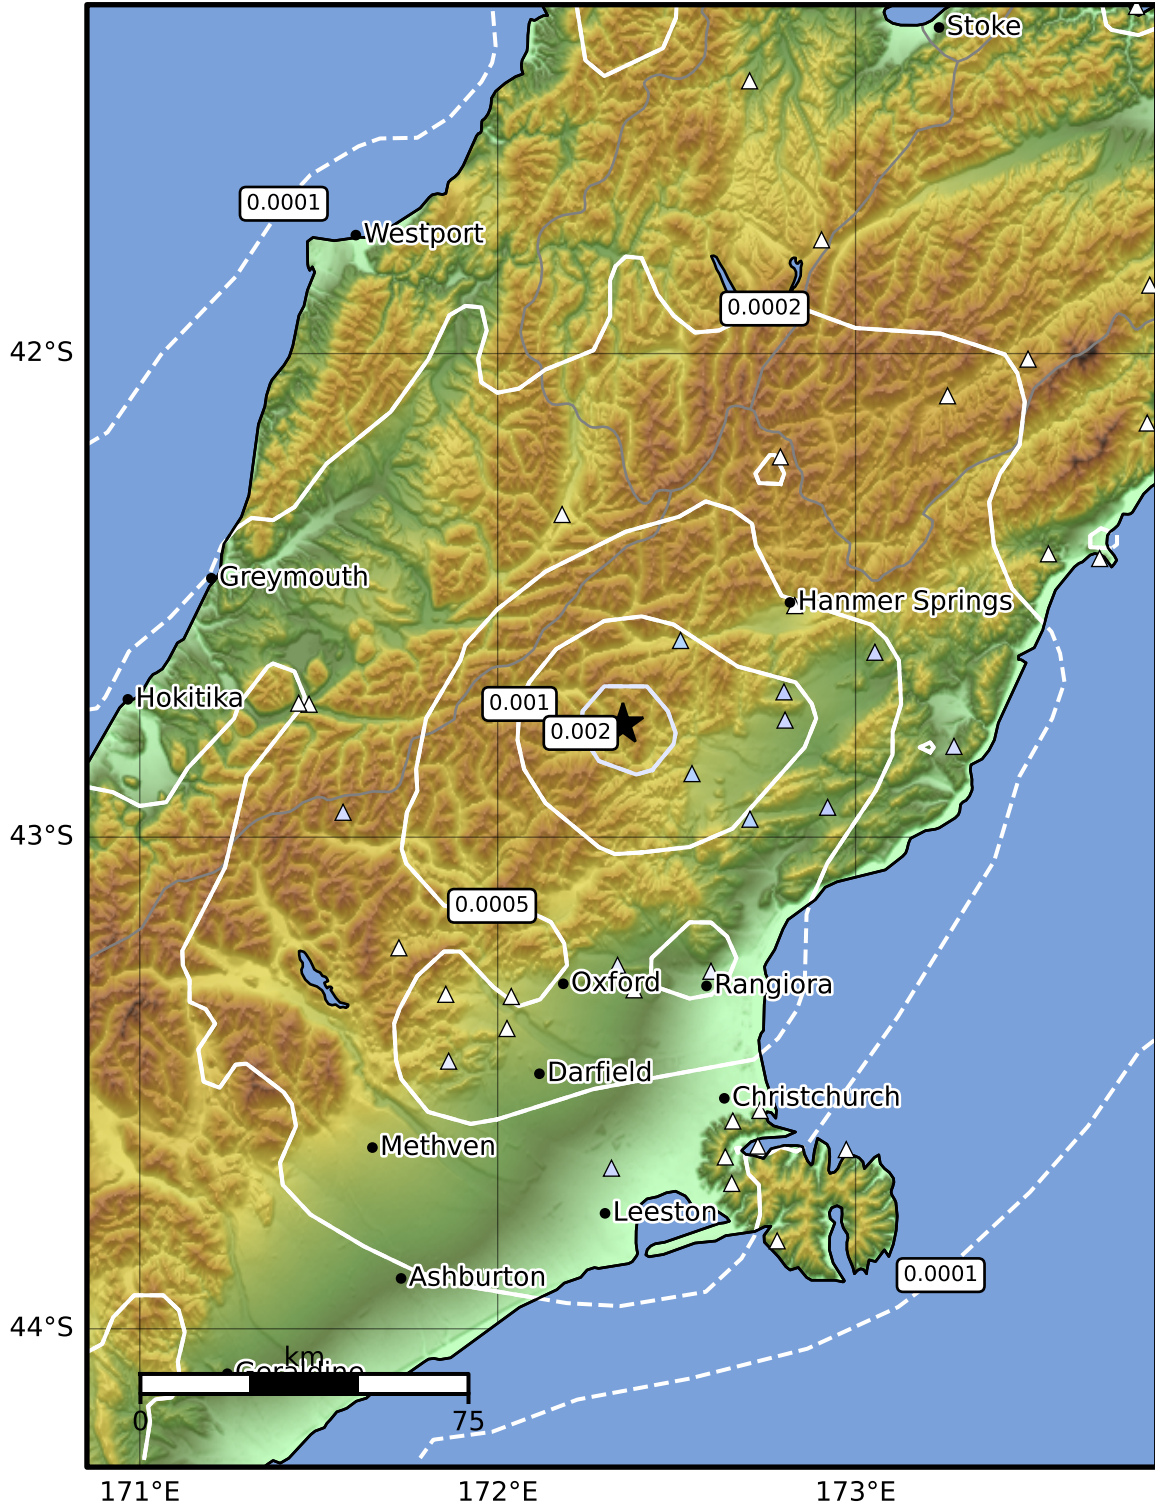 Stoke
0.0001
Westport
0.0002
42°S
Greymouth
Hanmer Springs
Hokitika
0.001
0.002
43°S
0.0005
Oxford
Rangiora
Darfield
Christchurch
Methven
Leeston
0.0001
Ashburton
44°S
km
Geraldine
0
75
171°E
172°E
173°E